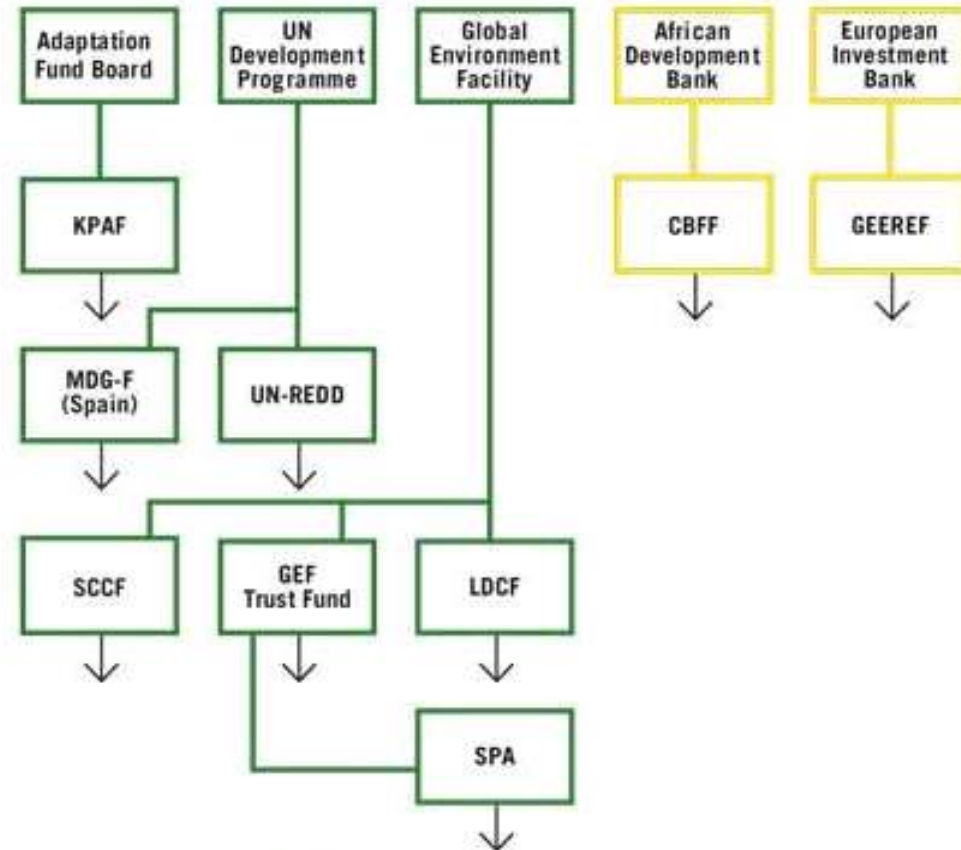 Adaptation
Fund Board
UN
Development
Programme
Global
Environment
Facility
African
Development
Bank
European
Investment
Bank
KPAF
CBFF
GEEREF
MDG-F
(Spain)
UN-REDD
SCCF
GEF
Trust Fund
LDCF
SPA